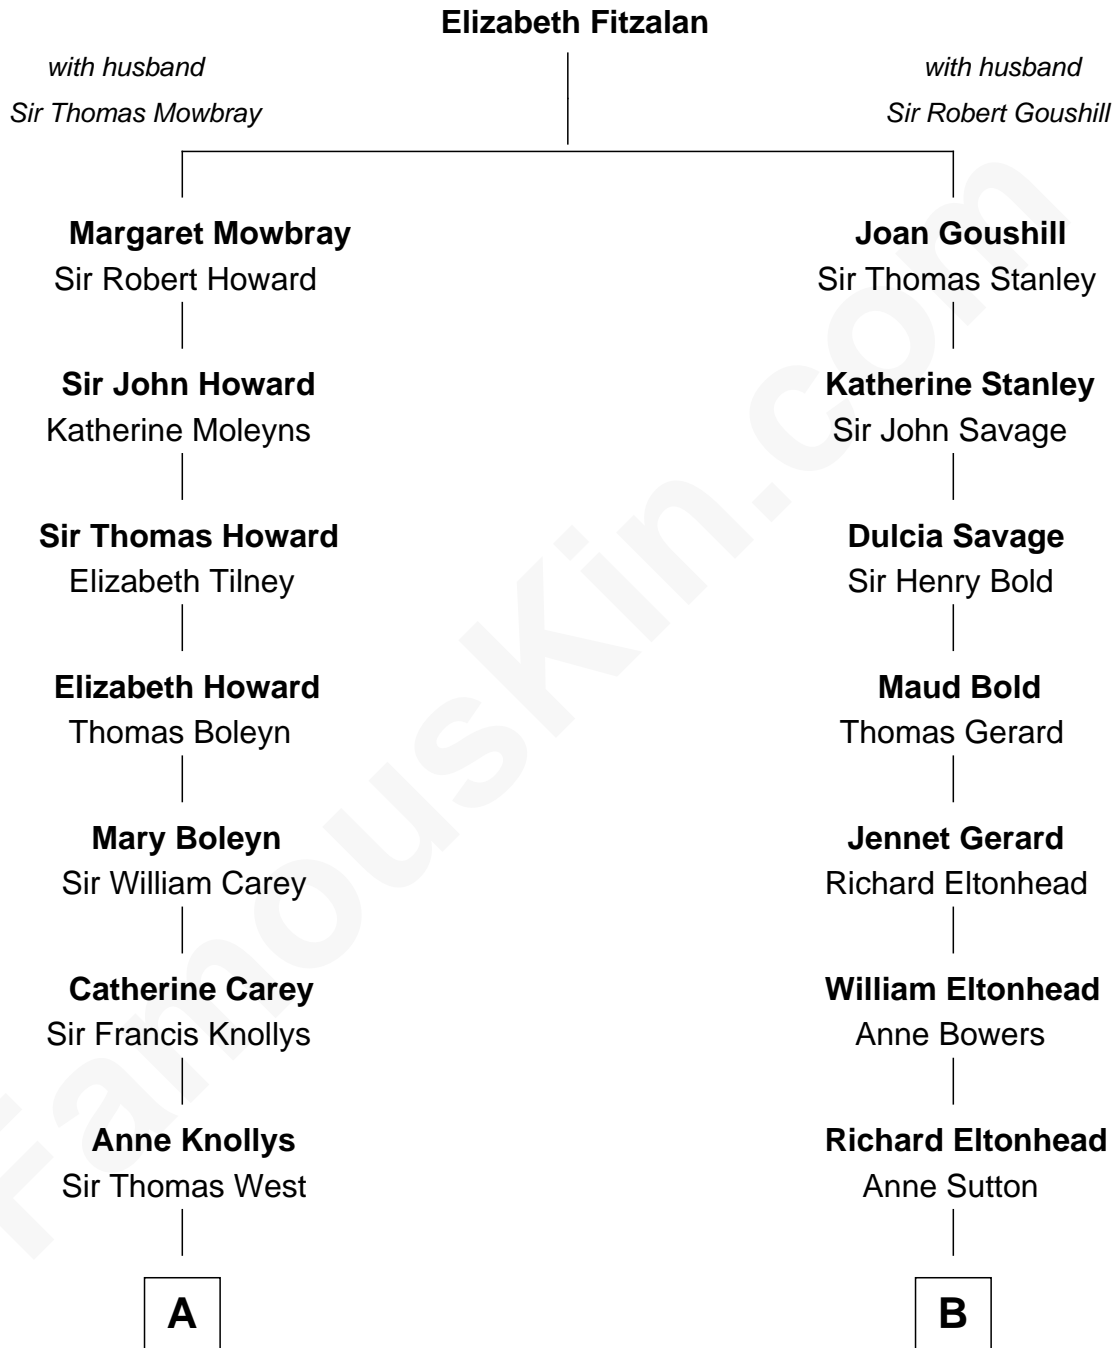 Elizabeth Fitzalan
with husband
Sir Thomas Mowbray
with husband
Sir Robert Goushill
Margaret Mowbray
Sir Robert Howard
Joan Goushill
Sir Thomas Stanley
Sir John Howard
Katherine Moleyns
Katherine Stanley
Sir John Savage
Sir Thomas Howard
Elizabeth Tilney
Dulcia Savage
Sir Henry Bold
Elizabeth Howard
Thomas Boleyn
Maud Bold
Thomas Gerard
Mary Boleyn
Sir William Carey
Jennet Gerard
Richard Eltonhead
Catherine Carey
Sir Francis Knollys
William Eltonhead
Anne Bowers
Anne Knollys
Sir Thomas West
Richard Eltonhead
Anne Sutton
A
B
FamousKin.com